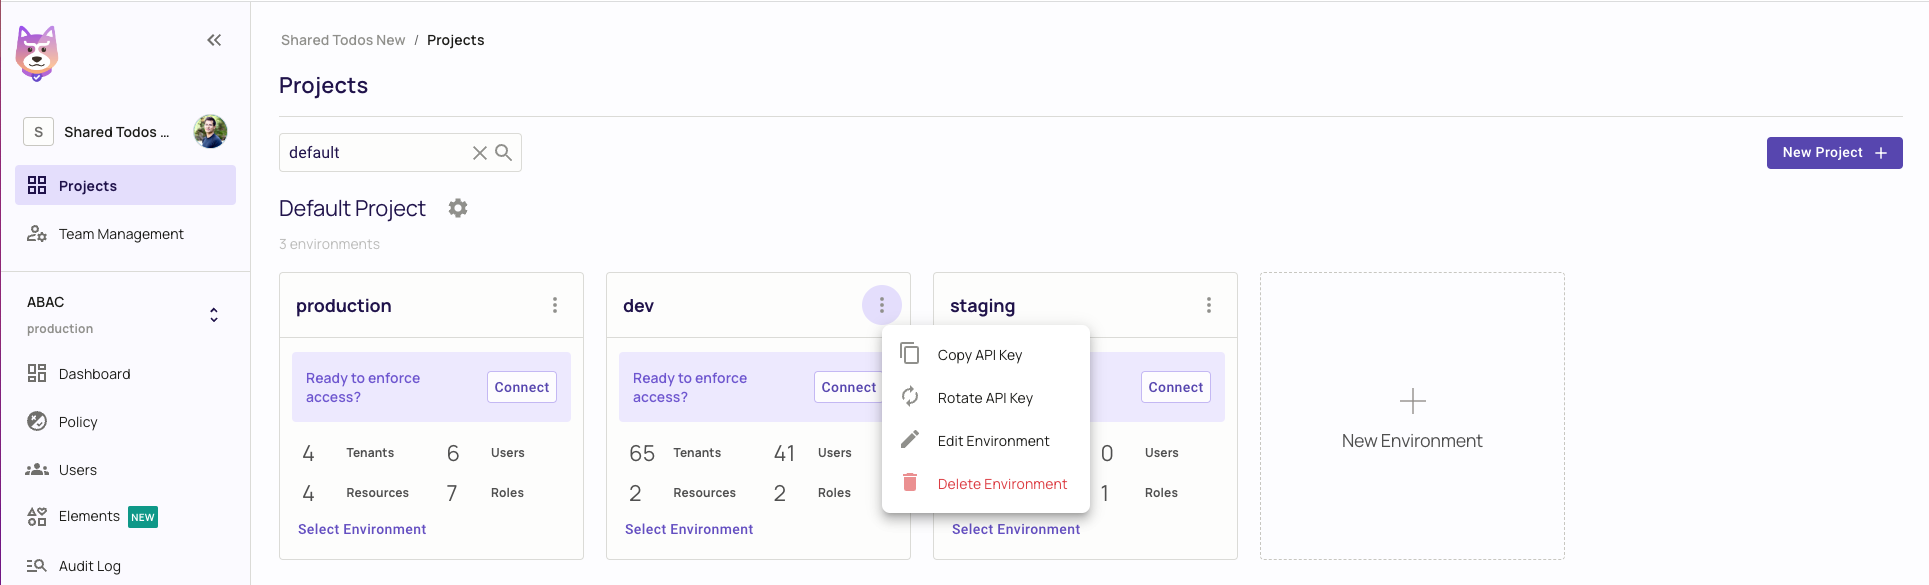 Shared Todos New / Projects
Projects
S
Shared Todos ...
Projects
Team Management
ABAC
production
Dashboard
Policy
Users
Elements NEW
Audit Log
default
New Project +
Default Project
3 environments
production
Ready to enforce
access?
Connect
4 Tenants 6 Users
4 Resources 7 Roles
Select Environment
dev
Ready to enforce
access?
Connect
65 Tenants 41 Users
2 Resources 2 Roles
Select Environment
Copy API Key
Rotate API Key
Edit Environment
Delete Environment
staging
Connect
0 Users
1 Roles
Select Environment
New Environment